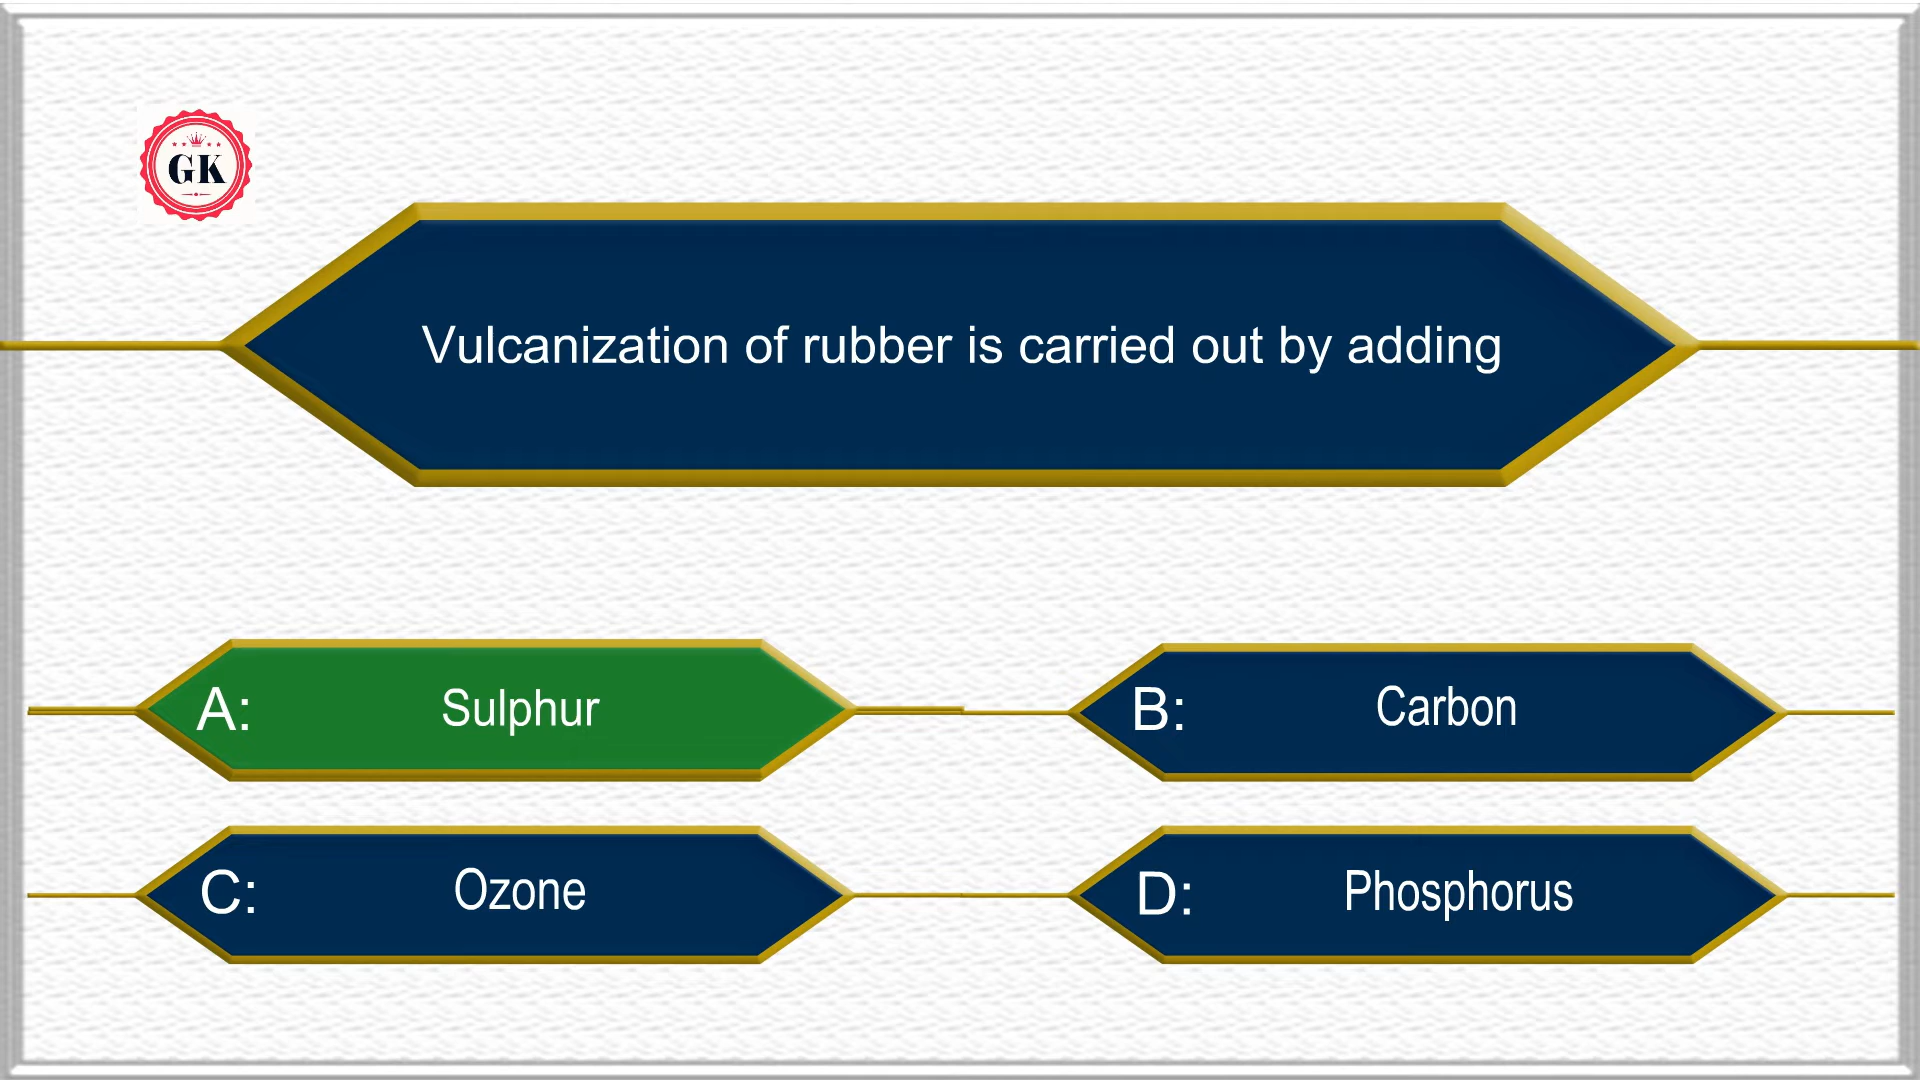 GK
Vulcanization of rubber is carried out by adding
A: Sulphur
B: Carbon
C: Ozone
D: Phosphorus